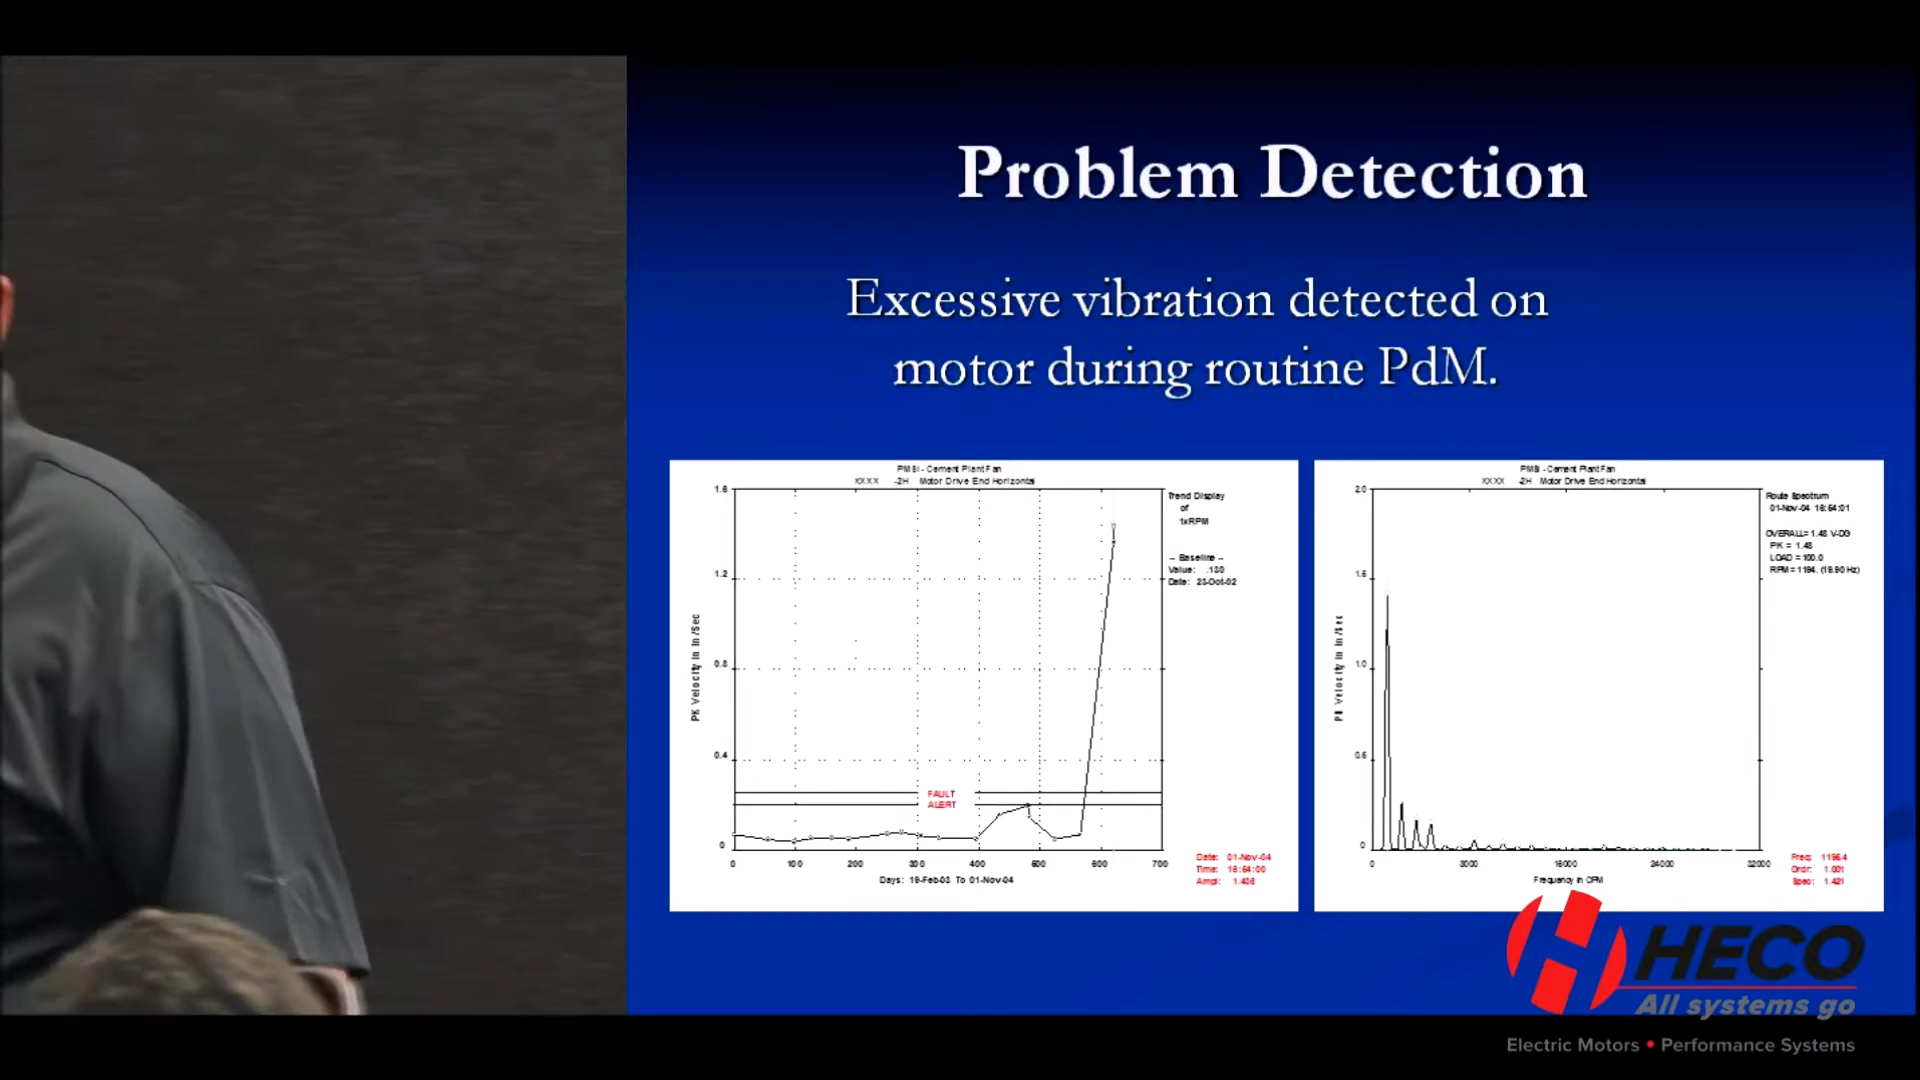 Problem Detection
Excessive vibration detected on
motor during routine PdM.
PMSI - Cement Plant Fan
XXXX -2H Motor Drive End Horizontal
Trend Display
of
1xRPM
-- Baseline --
Value: .130
Date: 23-Oct-02
PK Velocity in In/Sec
1.6
1.2
0.8
0.4
0
FAULT
ALERT
0 100 200 300 400 500 600 700
Days: 19-Feb-03 To 01-Nov-04
Date: 01-Nov-04
Time: 16:54:00
Ampl: 1.436
PMSI - Cement Plant Fan
XXXX -2H Motor Drive End Horizontal
Route Spectrum
01-Nov-04 16:54:01
OVERALL= 1.48 V-DG
PK = 1.48
LOAD = 100.0
RPM = 1194. (19.90 Hz)
PK Velocity in In/Sec
2.0
1.5
1.0
0.5
0
0 8000 16000 24000 32000
Frequency in CPM
Freq:
Ordr: 1.001
Spec: 1.421
HECO
All systems go
Electric Motors • Performance Systems